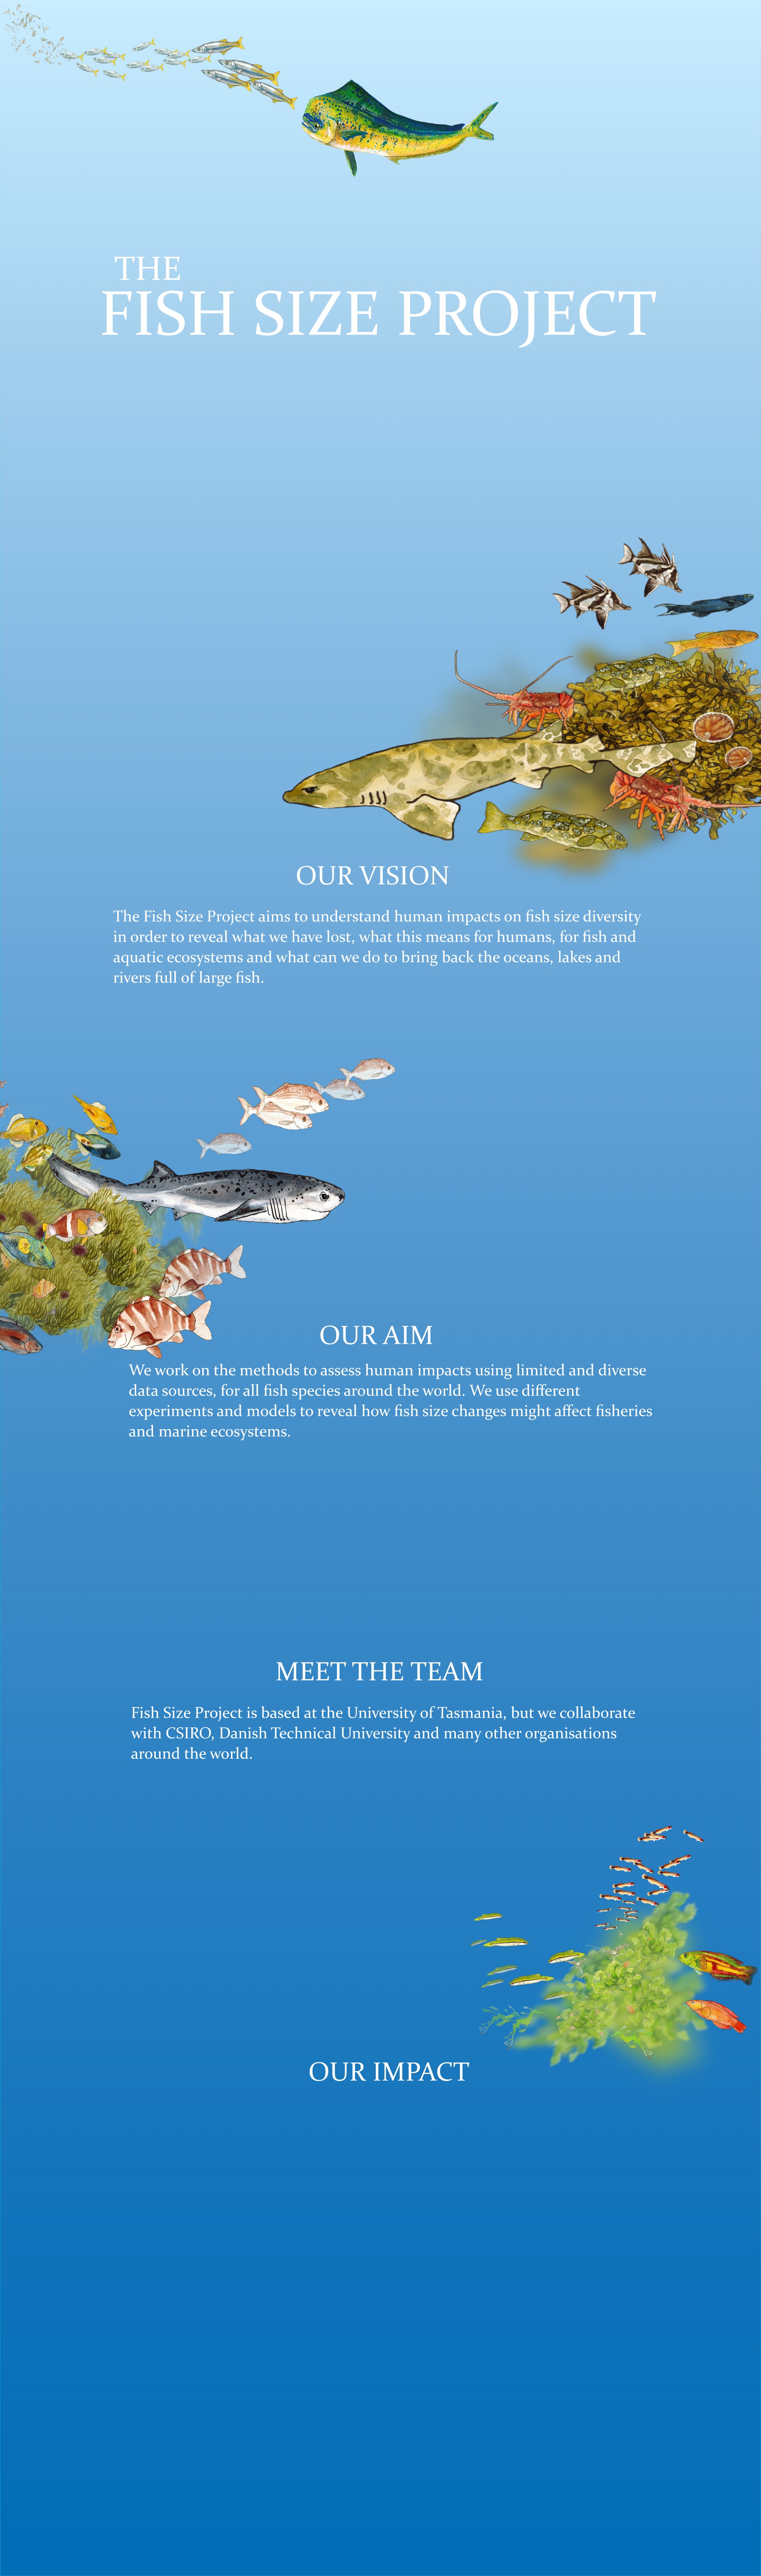 THE
FISH SIZE PROJECT
OUR VISION
The Fish Size Project aims to understand human impacts on fish size diversity
in order to reveal what we have lost, what this means for humans, for fish and
aquatic ecosystems and what can we do to bring back the oceans, lakes and
rivers full of large fish.
OUR AIM
We work on the methods to assess human impacts using limited and diverse
data sources, for all fish species around the world. We use different
experiments and models to reveal how fish size changes might affect fisheries
and marine ecosystems.
MEET THE TEAM
Fish Size Project is based at the University of Tasmania, but we collaborate
with CSIRO, Danish Technical University and many other organisations
around the world.
OUR IMPACT